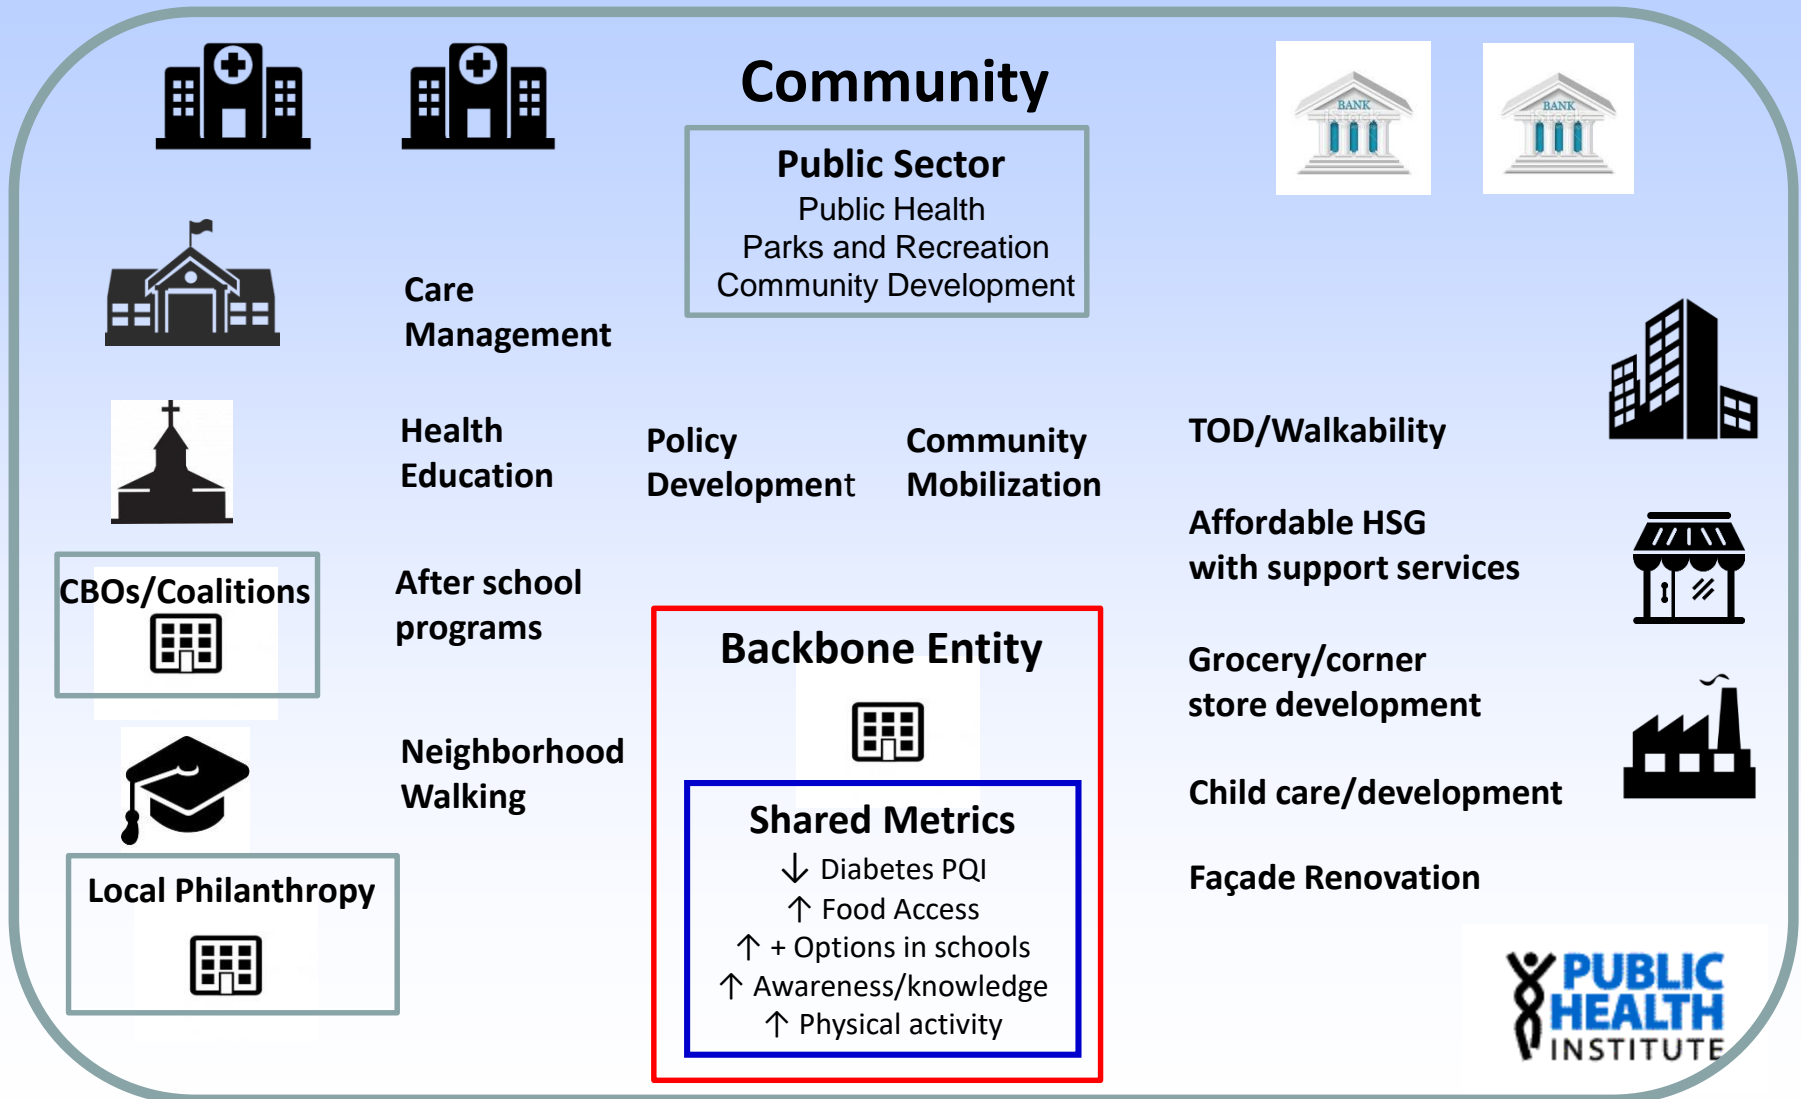 Community
BANK
BANK
Public Sector
Public Health
Parks and Recreation
Community Development
Care
Management
Health
Education
Policy
Development
Community
Mobilization
TOD/Walkability
Affordable HSG
with support services
CBOs/Coalitions
After school
programs
Backbone Entity
Grocery/corner
store development
Neighborhood
Walking
Child care/development
Shared Metrics
↓ Diabetes PQI
↑ Food Access
↑ + Options in schools
↑ Awareness/knowledge
↑ Physical activity
Local Philanthropy
Façade Renovation
PUBLIC
HEALTH
INSTITUTE